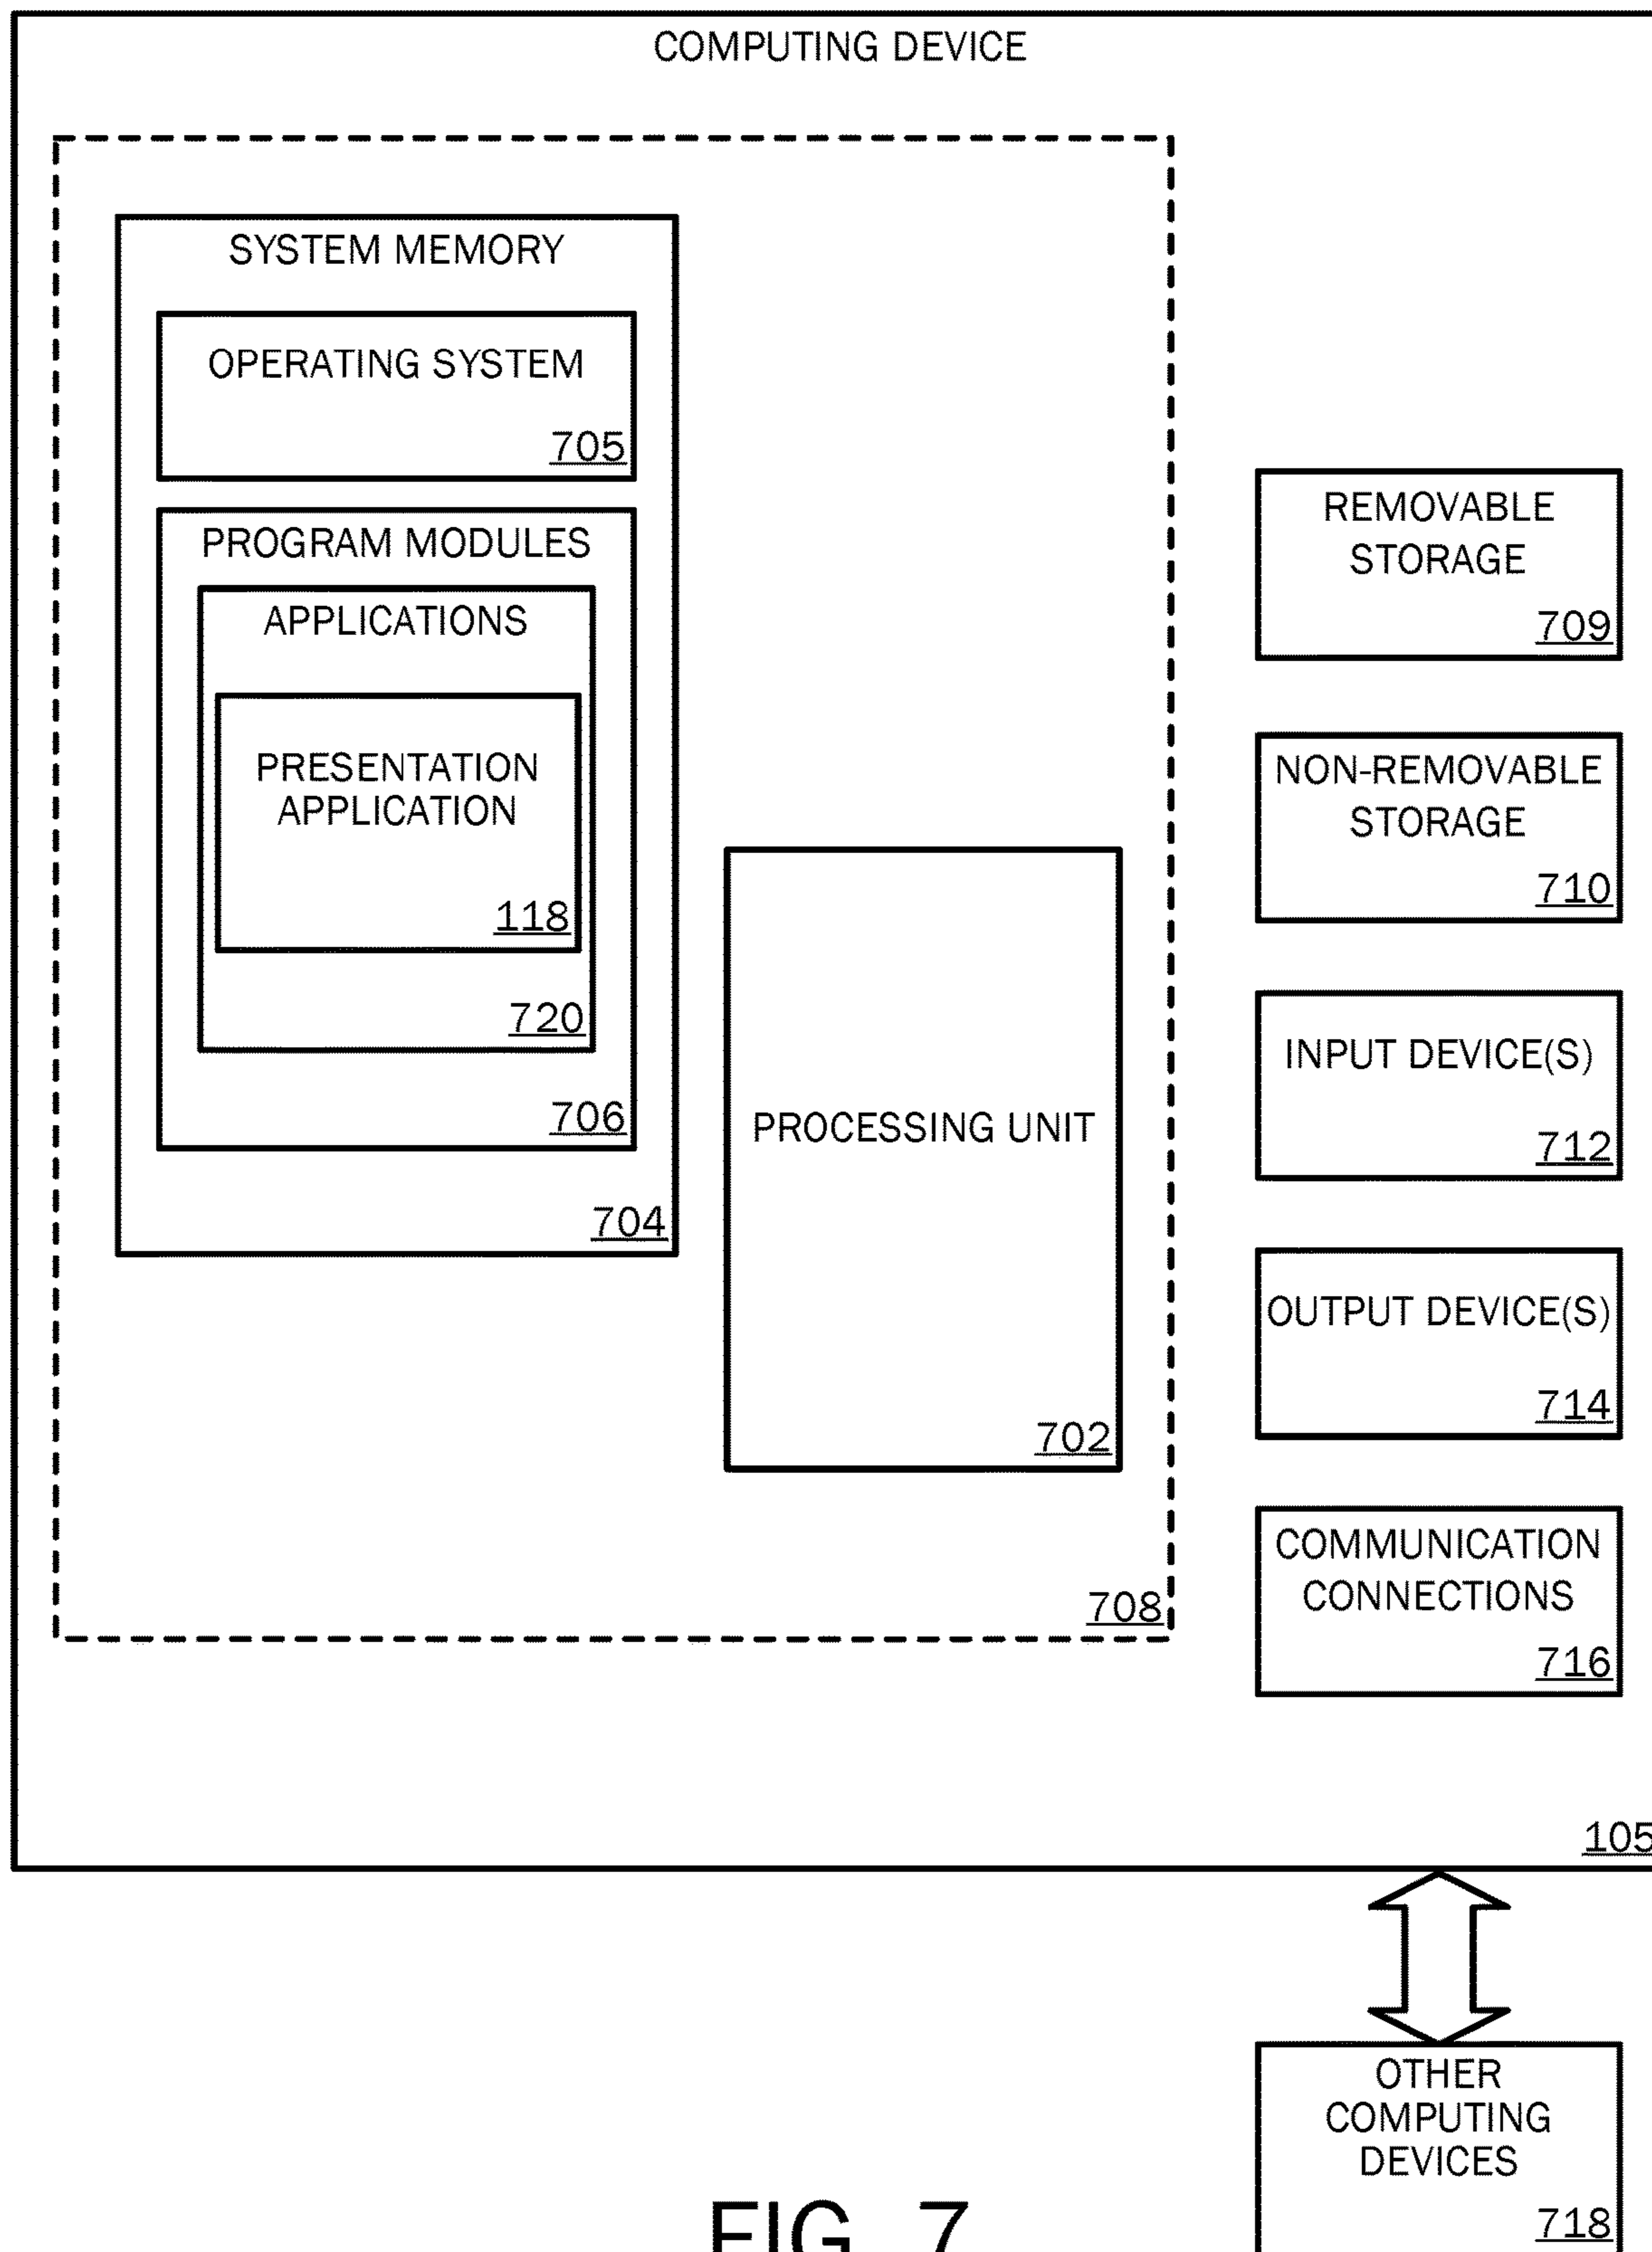 COMPUTING DEVICE
SYSTEM MEMORY
OPERATING SYSTEM
705
PROGRAM MODULES
APPLICATIONS
PRESENTATION
APPLICATION
118
720
706
704
PROCESSING UNIT
702
708
REMOVABLE
STORAGE
709
NON-REMOVABLE
STORAGE
710
INPUT DEVICE(S)
712
OUTPUT DEVICE(S)
714
COMMUNICATION
CONNECTIONS
716
105
OTHER
COMPUTING
DEVICES
718
FIG. 7